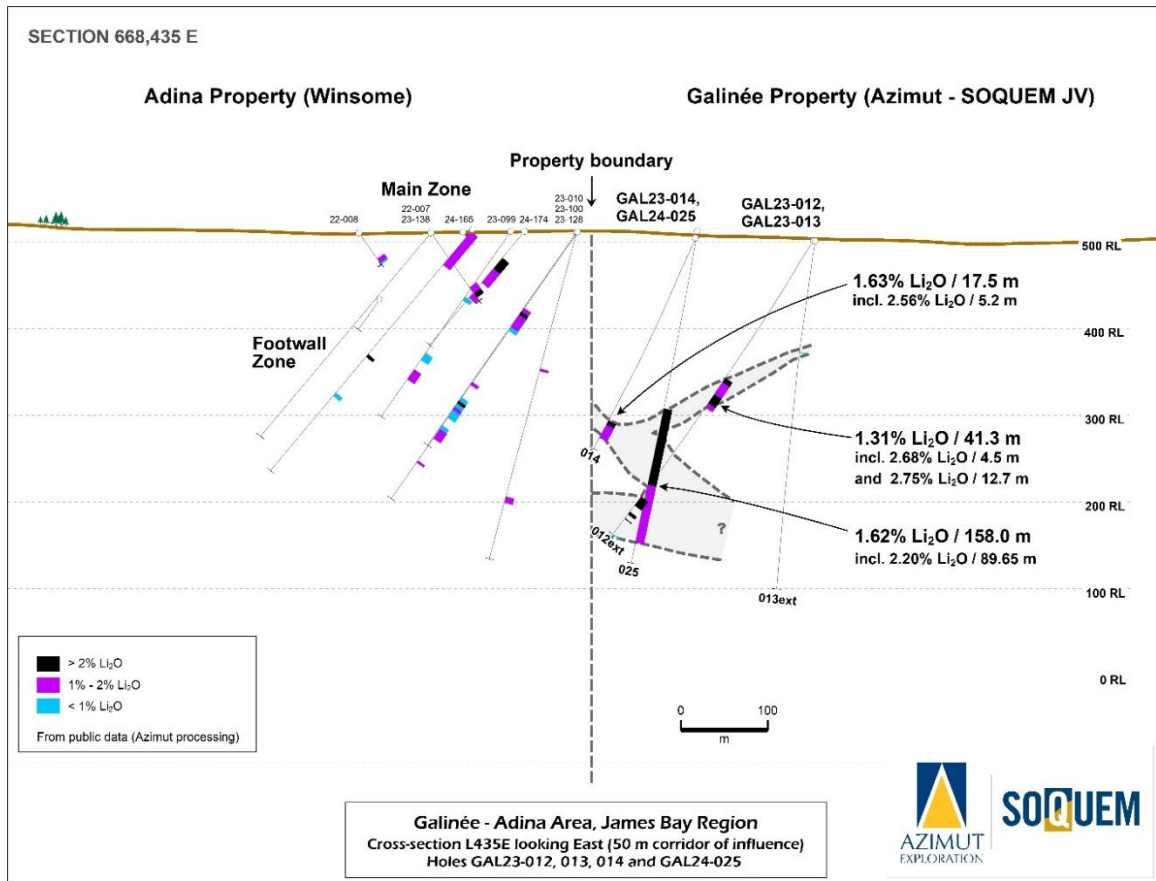 SECTION 668,435 E
Adina Property (Winsome)
Galinée Property (Azimut - SOQUEM JV)
Property boundary
Main Zone
22-008
22-007
23-138
24-165
23-099
24-174
23-010
23-100
23-128
GAL23-014,
GAL24-025
GAL23-012,
GAL23-013
500 RL
1.63% Li₂O / 17.5 m
incl. 2.56% Li₂O / 5.2 m
400 RL
Footwall
Zone
300 RL
1.31% Li₂O / 41.3 m
incl. 2.68% Li₂O / 4.5 m
and 2.75% Li₂O / 12.7 m
014
200 RL
?
1.62% Li₂O / 158.0 m
incl. 2.20% Li₂O / 89.65 m
012ext
025
013ext
100 RL
> 2% Li₂O
1% - 2% Li₂O
< 1% Li₂O
From public data (Azimut processing)
0 RL
0 100
m
Galinée - Adina Area, James Bay Region
Cross-section L435E looking East (50 m corridor of influence)
Holes GAL23-012, 013, 014 and GAL24-025
AZIMUT
EXPLORATION
SOQUEM